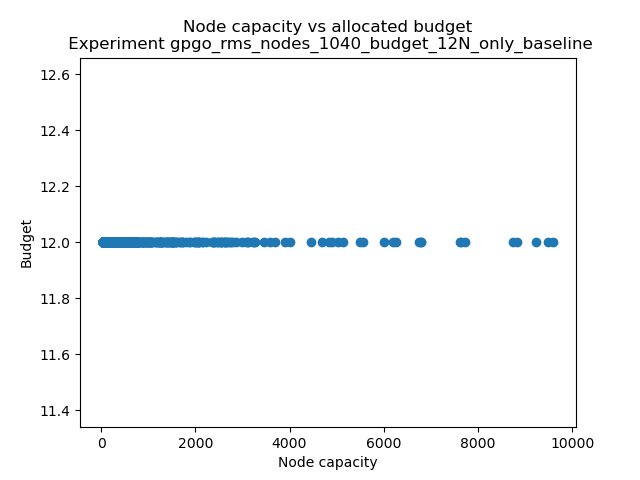 Node capacity vs allocated budget
Experiment gpgo_rms_nodes_1040_budget_12N_only_baseline
12.6
12.4
12.2
12.0
11.8
11.6
11.4
Budget
0 2000 4000 6000 8000 10000
Node capacity